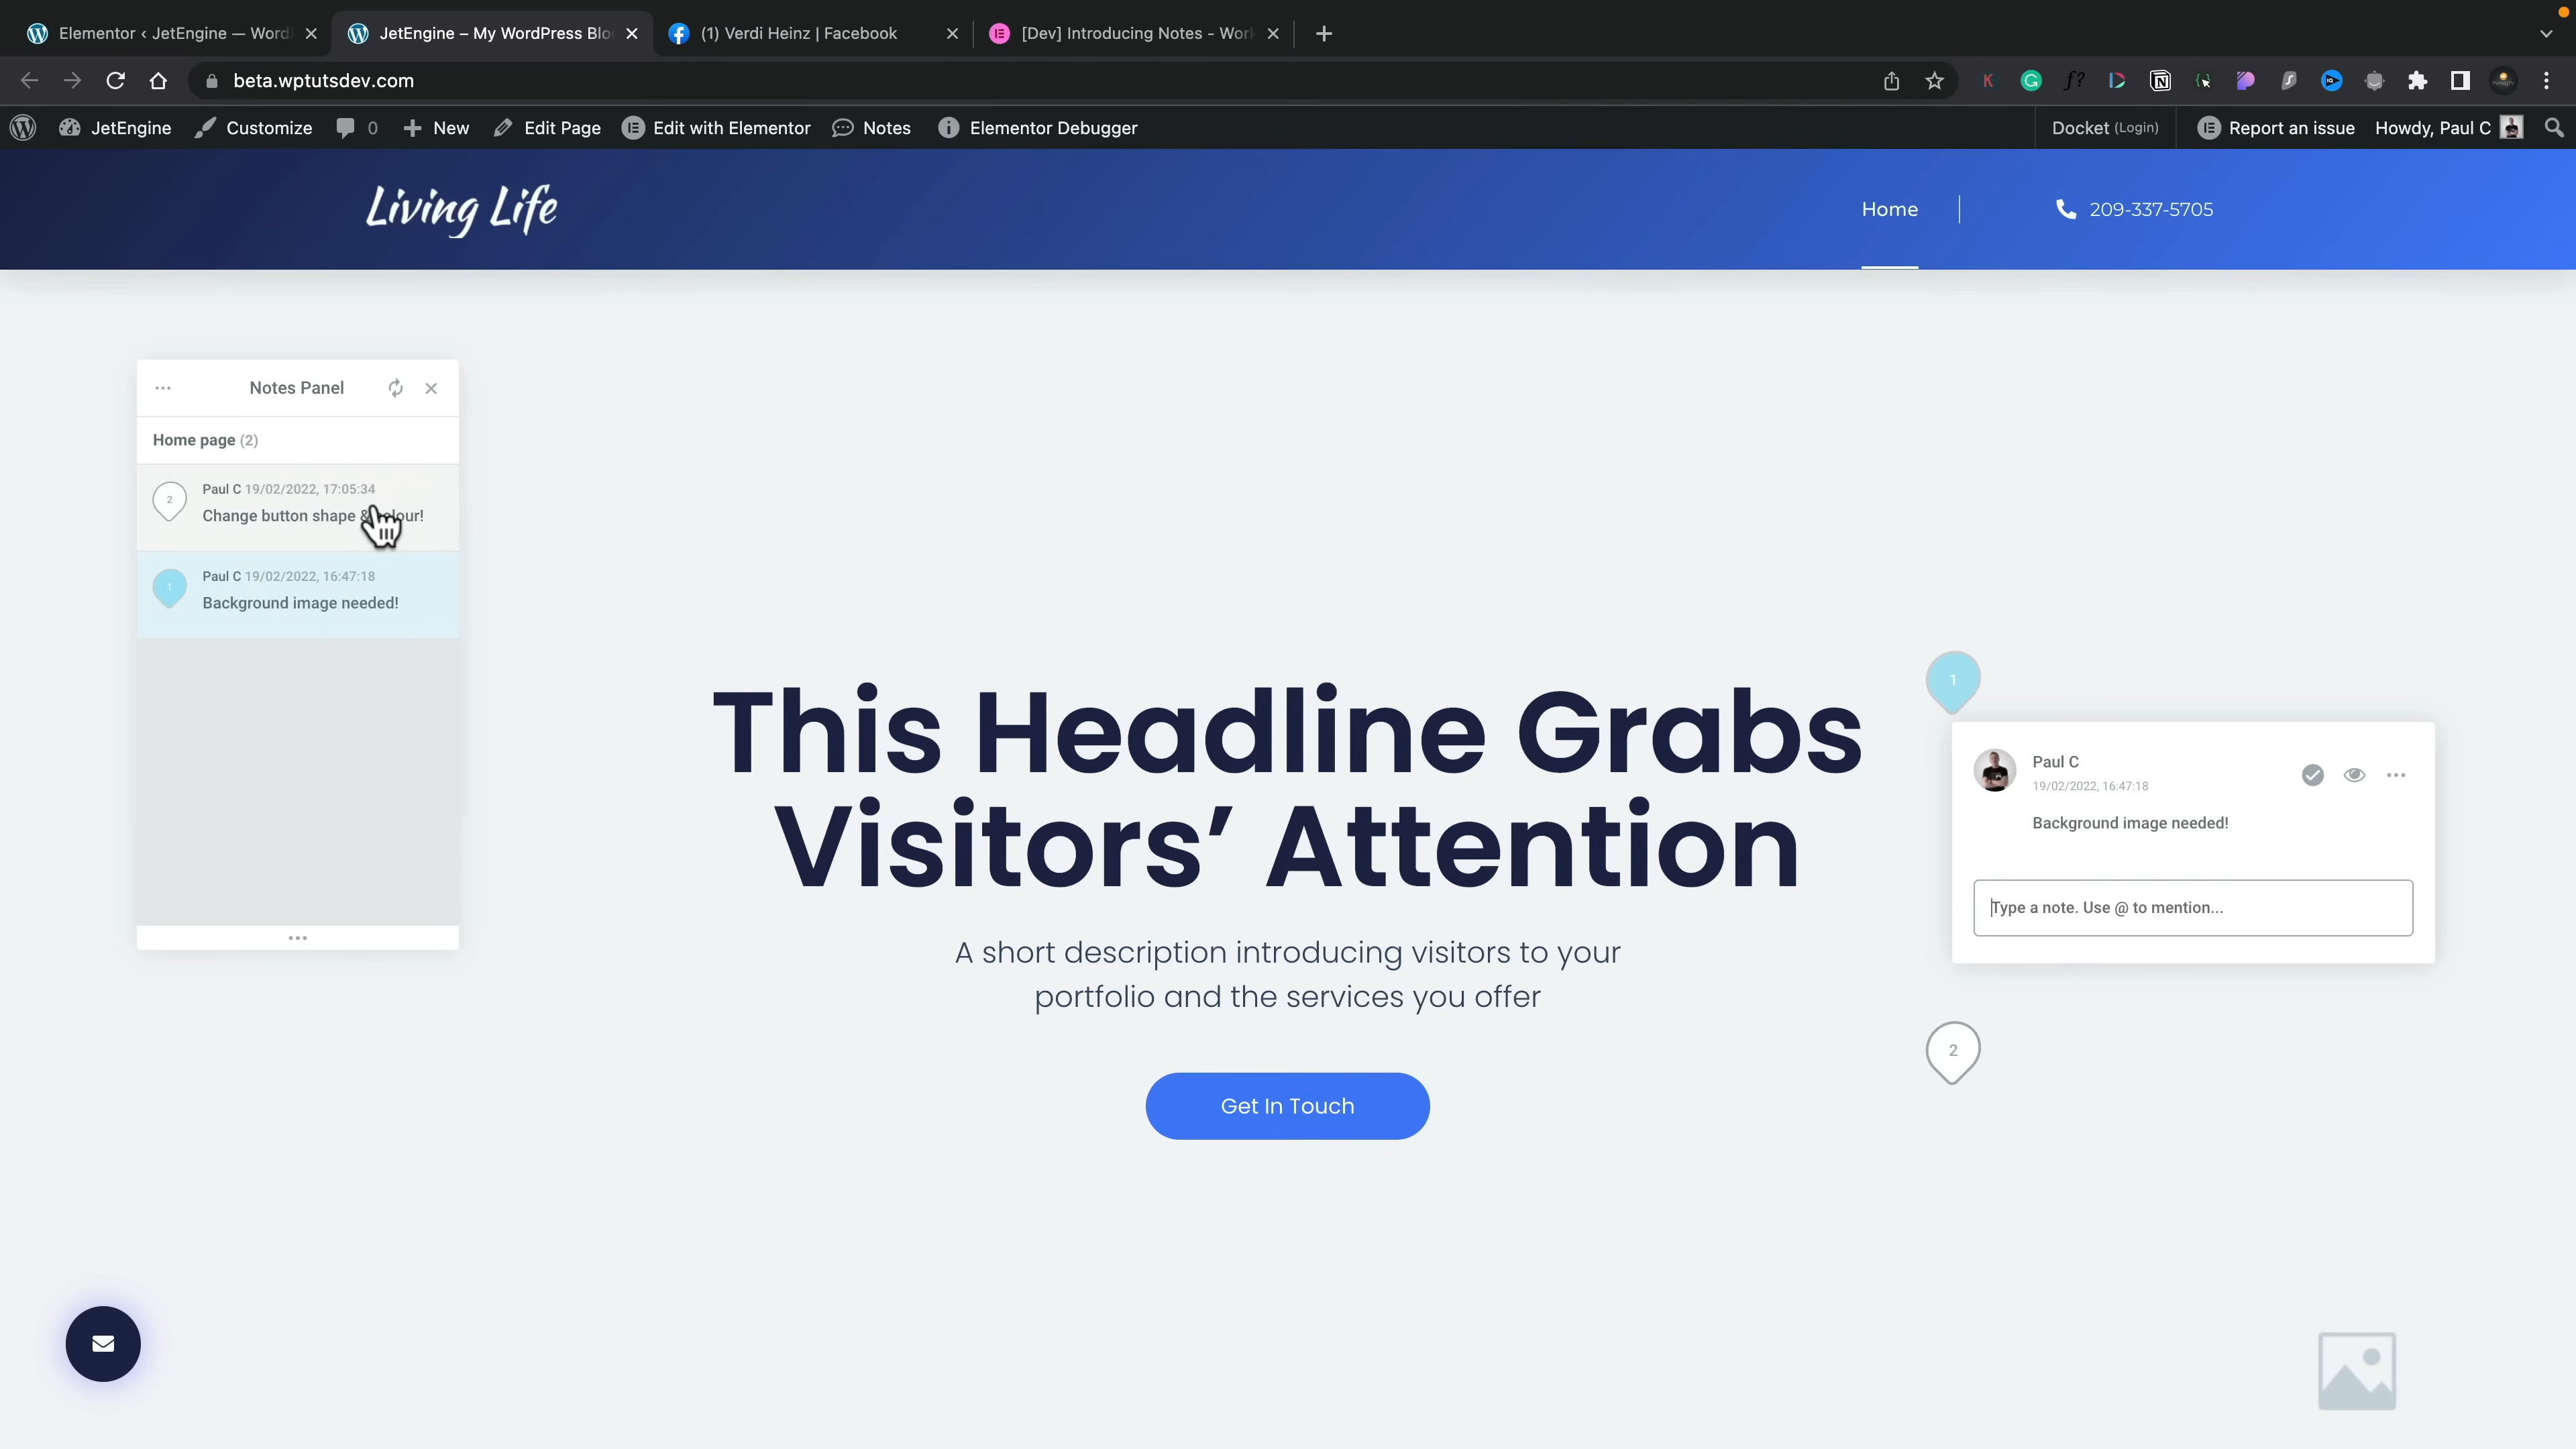 Elementor ‹ JetEngine — Word
JetEngine – My WordPress Blo
(1) Verdi Heinz | Facebook
[Dev] Introducing Notes - Work
beta.wptutsdev.com
JetEngine
Customize
0
New
Edit Page
Edit with Elementor
Notes
Elementor Debugger
Docket (Login)
Report an issue
Howdy, Paul C
Living Life
Home
209-337-5705
Notes Panel
Home page (2)
2
Paul C 19/02/2022, 17:05:34
Change button shape &
1
Paul C 19/02/2022, 16:47:18
Background image needed!
This Headline Grabs
Visitors’ Attention
A short description introducing visitors to your
portfolio and the services you offer
Get In Touch
1
Paul C
19/02/2022, 16:47:18
Background image needed!
Type a note. Use @ to mention...
2